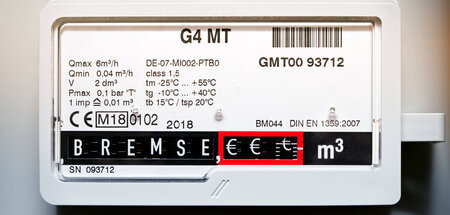 G4 MT
GMT00 93712
Qmax 6m³/h DE-07-MI002-PTB0
Qmin 0,04 m³/h class 1.5
V 2 dm³ tm -25°C ... +55°C
Pmax 0,1 bar "T" tg -10°C ... +40°C
1 imp ≙ 0,01 m³ tb 15°C / tsp 20°C
CE M18 0102 2018 BM044 DIN EN 1359:2007
BREMSE,€€€ m³
SN 093712